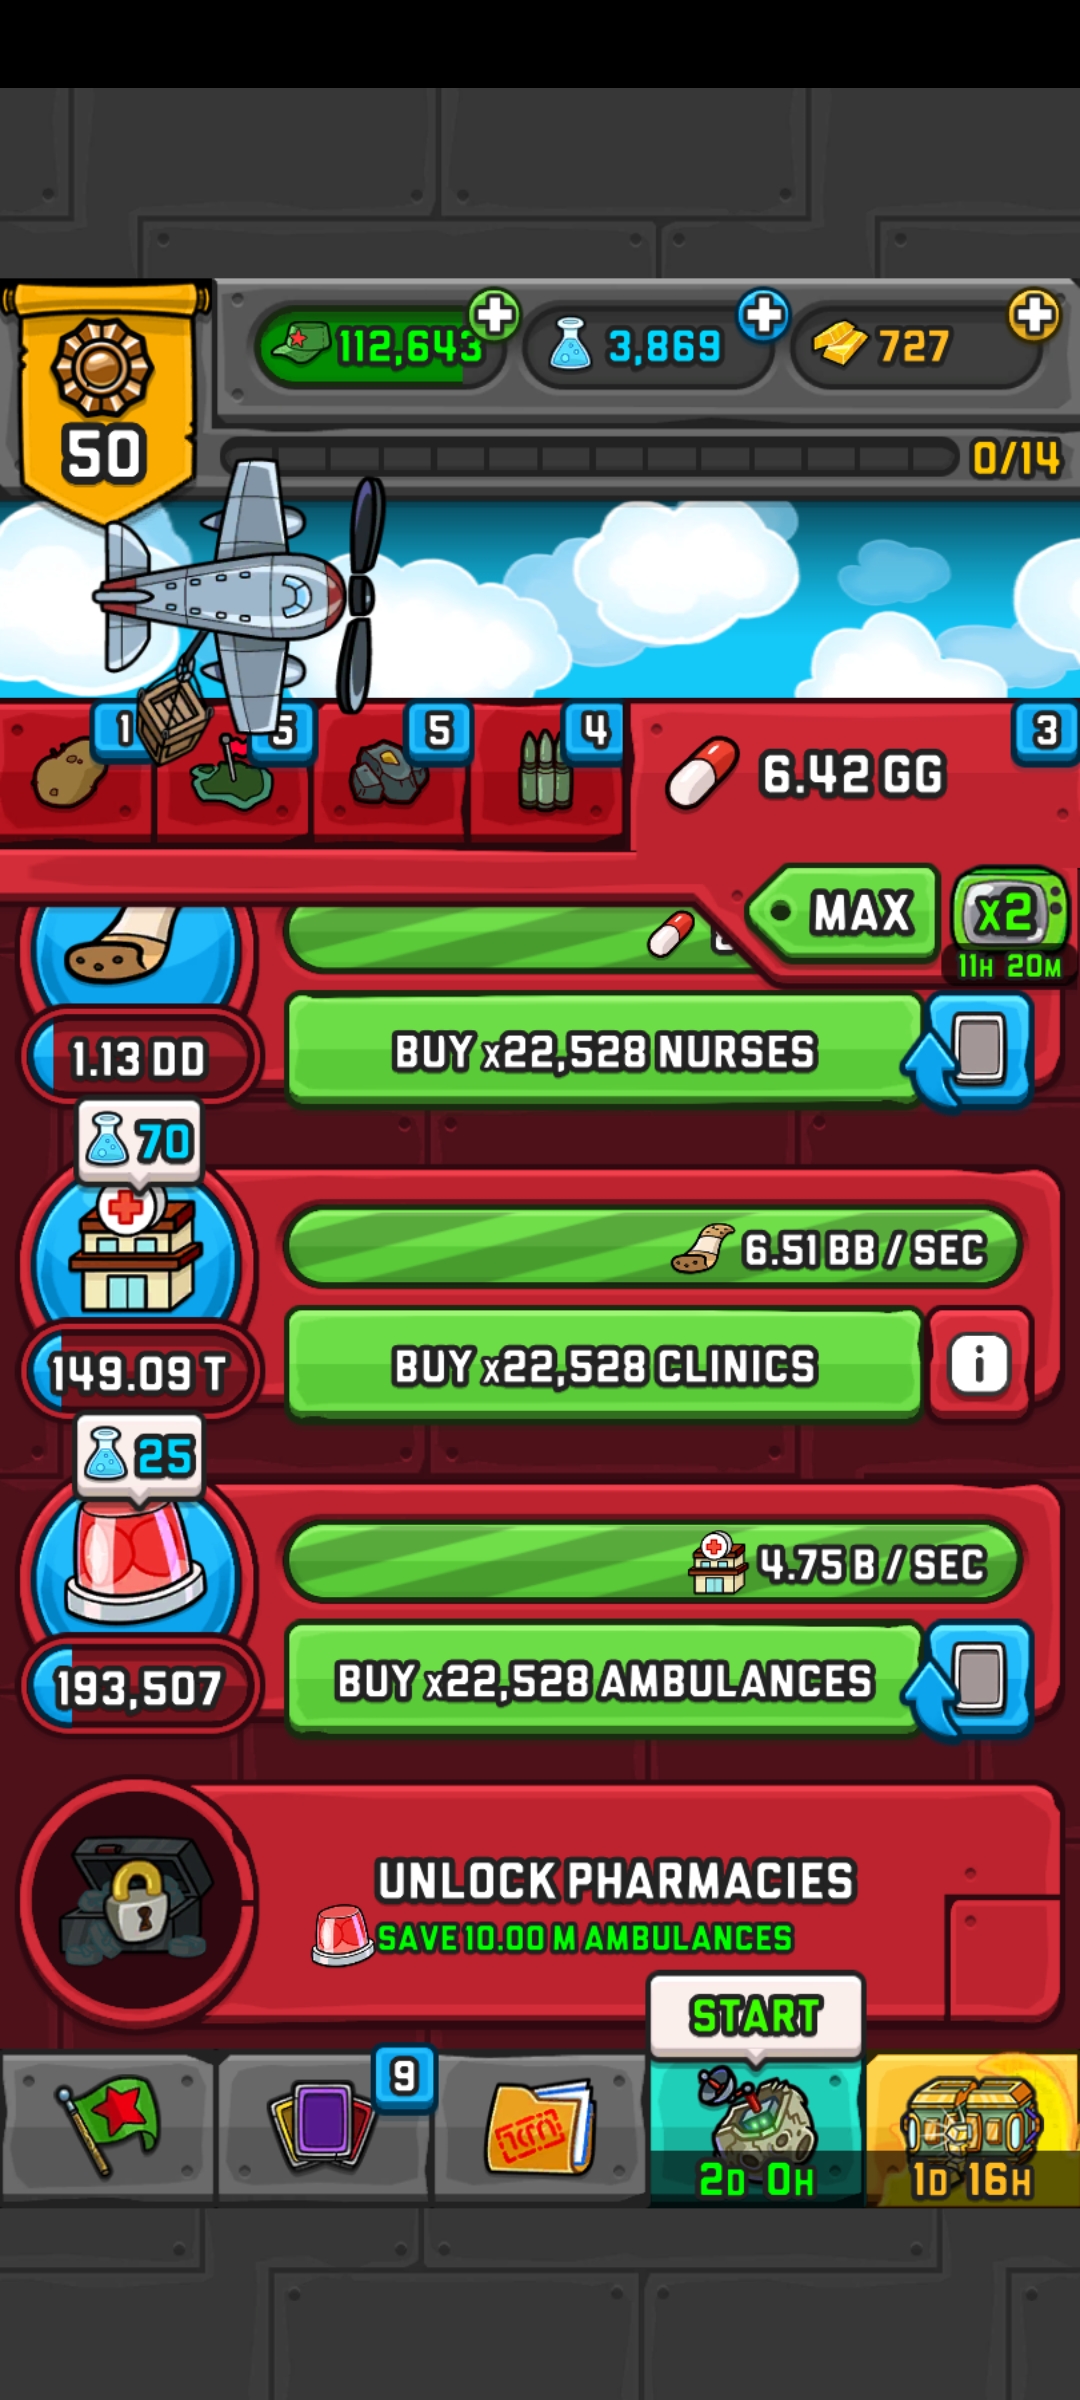 112,643
3,869
727
50
0/14
1
5
5
4
6.42 GG
3
MAX
x2
11H 20M
BUY x22,528 NURSES
1.13 DD
70
6.51 BB / SEC
BUY x22,528 CLINICS
i
149.09 T
25
4.75 B / SEC
BUY x22,528 AMBULANCES
193,507
UNLOCK PHARMACIES
SAVE 10.00 M AMBULANCES
START
9
2D 0H
1D 16H